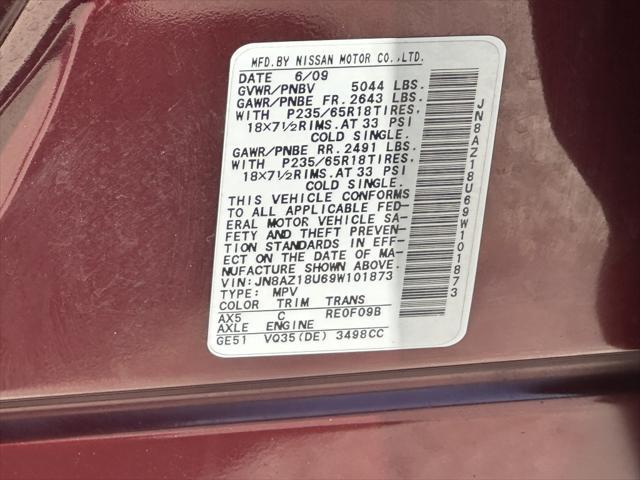 MFD.BY NISSAN MOTOR CO.,LTD.
DATE 6/09
GVWR/PNBV 5044 LBS.
GAWR/PNBE FR.2643 LBS.
WITH P235/65R18TIRES,
18X7½RIMS.AT 33 PSI
COLD SINGLE.
GAWR/PNBE RR.2491 LBS.
WITH P235/65R18TIRES,
18X7½RIMS.AT 33 PSI
COLD SINGLE.
THIS VEHICLE CONFORMS
TO ALL APPLICABLE FED-
ERAL MOTOR VEHICLE SA-
FETY AND THEFT PREVEN-
TION STANDARDS IN EFF-
ECT ON THE DATE OF MA-
NUFACTURE SHOWN ABOVE.
VIN:JN8AZ18U69W101873
TYPE: MPV
COLOR TRIM TRANS
AX5 C RE0F09B
AXLE ENGINE
GE51 VQ35(DE) 3498CC
JN8AZ18U69W101873